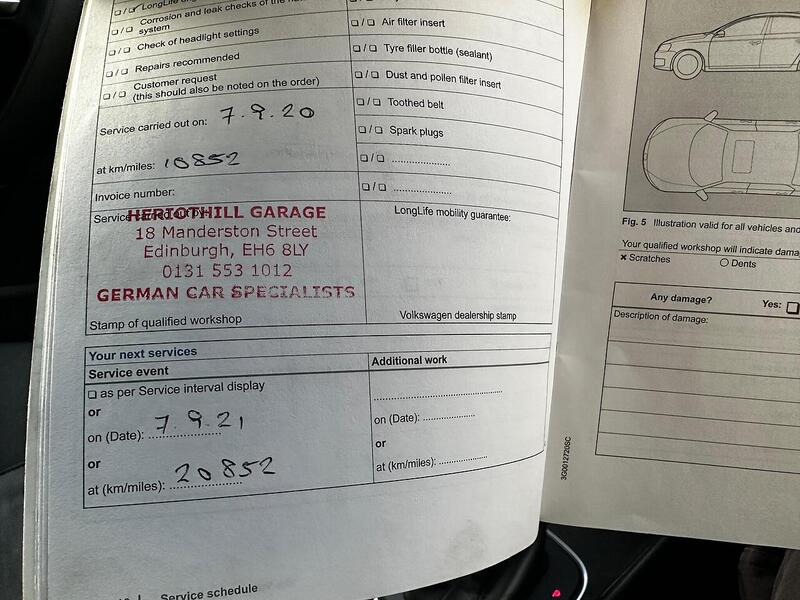 Corrosion and leak checks of the
system
Check of headlight settings
Repairs recommended
Customer request
(this should also be noted on the order)
Service carried out on: 7.9.20
at km/miles: 10852
Invoice number:
HERIOTHILL GARAGE
18 Manderston Street
Edinburgh, EH6 8LY
0131 553 1012
GERMAN CAR SPECIALISTS
Stamp of qualified workshop
Air filter insert
Tyre filler bottle (sealant)
Dust and pollen filter insert
Toothed belt
Spark plugs
LongLife mobility guarantee:
Volkswagen dealership stamp
Your next services
Service event
as per Service interval display
or
on (Date): 7.9.21
or
at (km/miles): 20852
Additional work
on (Date):
or
at (km/miles):
Service schedule
3G0012720SC
Fig. 5 Illustration valid for all vehicles
Your qualified workshop will indicate
× Scratches
○ Dents
Any damage? Yes:
Description of damage: